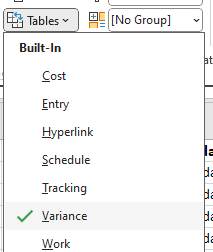 Tables
[No Group]
Built-In
Cost
Entry
Hyperlink
Schedule
Tracking
Variance
Work